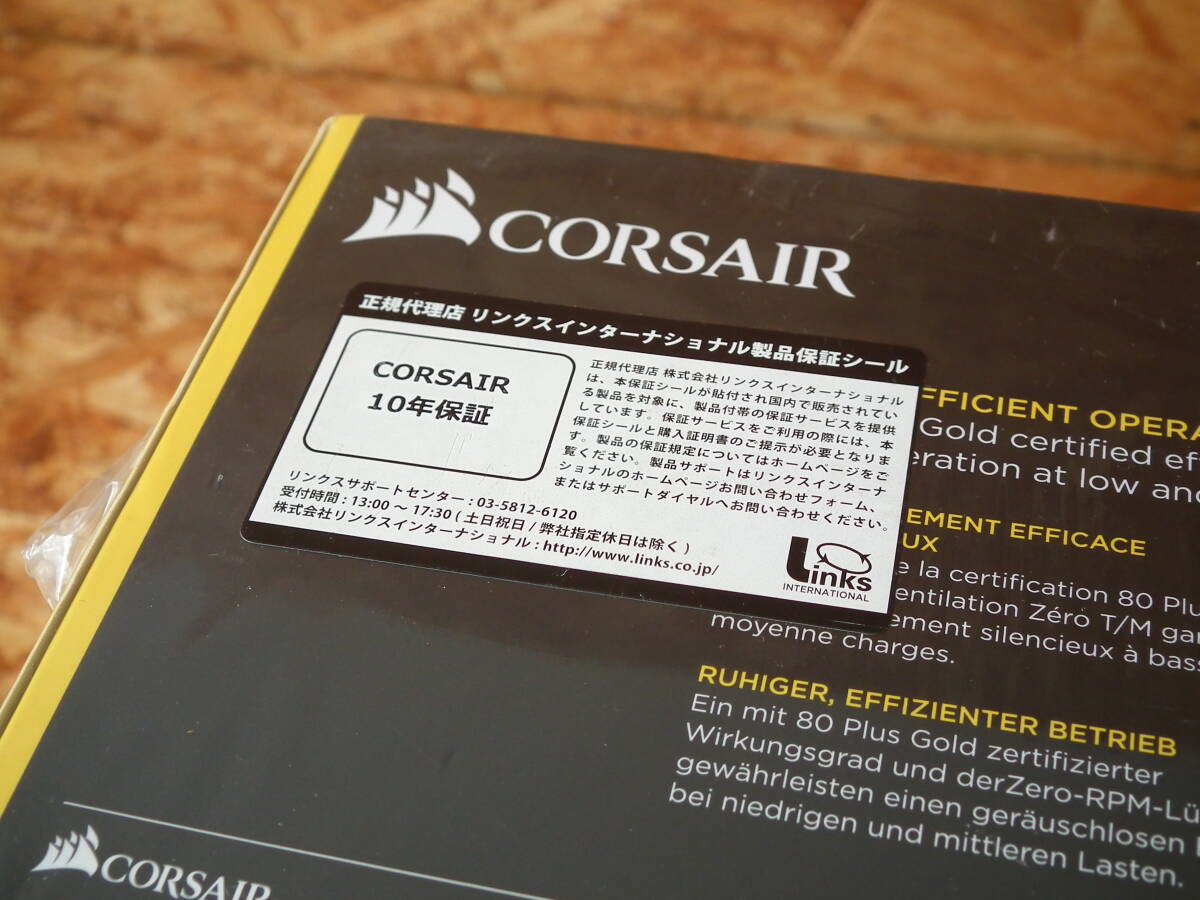 CORSAIR
正規代理店 リンクスインターナショナル製品保証シール
CORSAIR
10年保証
正規代理店 株式会社リンクスインターナショナル
は、本保証シールが貼付され国内で販売されてい
る製品を対象に、製品付帯の保証サービスを提供
しています。保証サービスをご利用の際には、本
保証シールと購入証明書のご提示が必要となりま
す。製品の保証規定についてはホームページをご
覧ください。製品サポートはリンクスインターナ
ショナルのホームページお問い合わせフォーム、
またはサポートダイヤルへお問い合わせください。
リンクスサポートセンター : 03-5812-6120
受付時間 : 13:00 ～ 17:30 ( 土日祝日 / 弊社指定休日は除く )
株式会社リンクスインターナショナル : http://www.links.co.jp/
Links
INTERNATIONAL
FFICIENT OPERA
Gold certified ef
eration at low and
EMENT EFFICACE
UX
e la certification 80 Plu
entilation Zéro T/M gar
ement silencieux à bass
moyenne charges.
RUHIGER, EFFIZIENTER BETRIEB
Ein mit 80 Plus Gold zertifizierter
Wirkungsgrad und derZero-RPM-Lü
gewährleisten einen geräuschlosen
bei niedrigen und mittleren Lasten.
CORSAIR